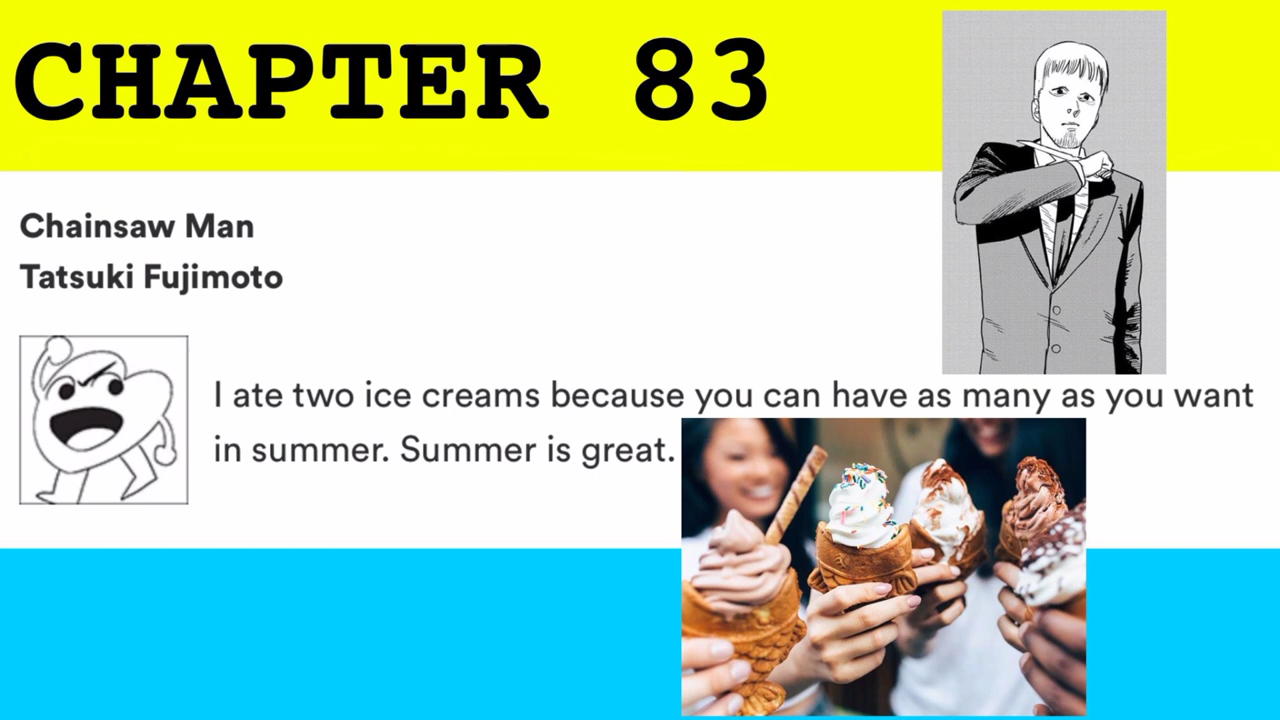 CHAPTER 83
Chainsaw Man
Tatsuki Fujimoto
I ate two ice creams because you can have as many as you want
in summer. Summer is great.